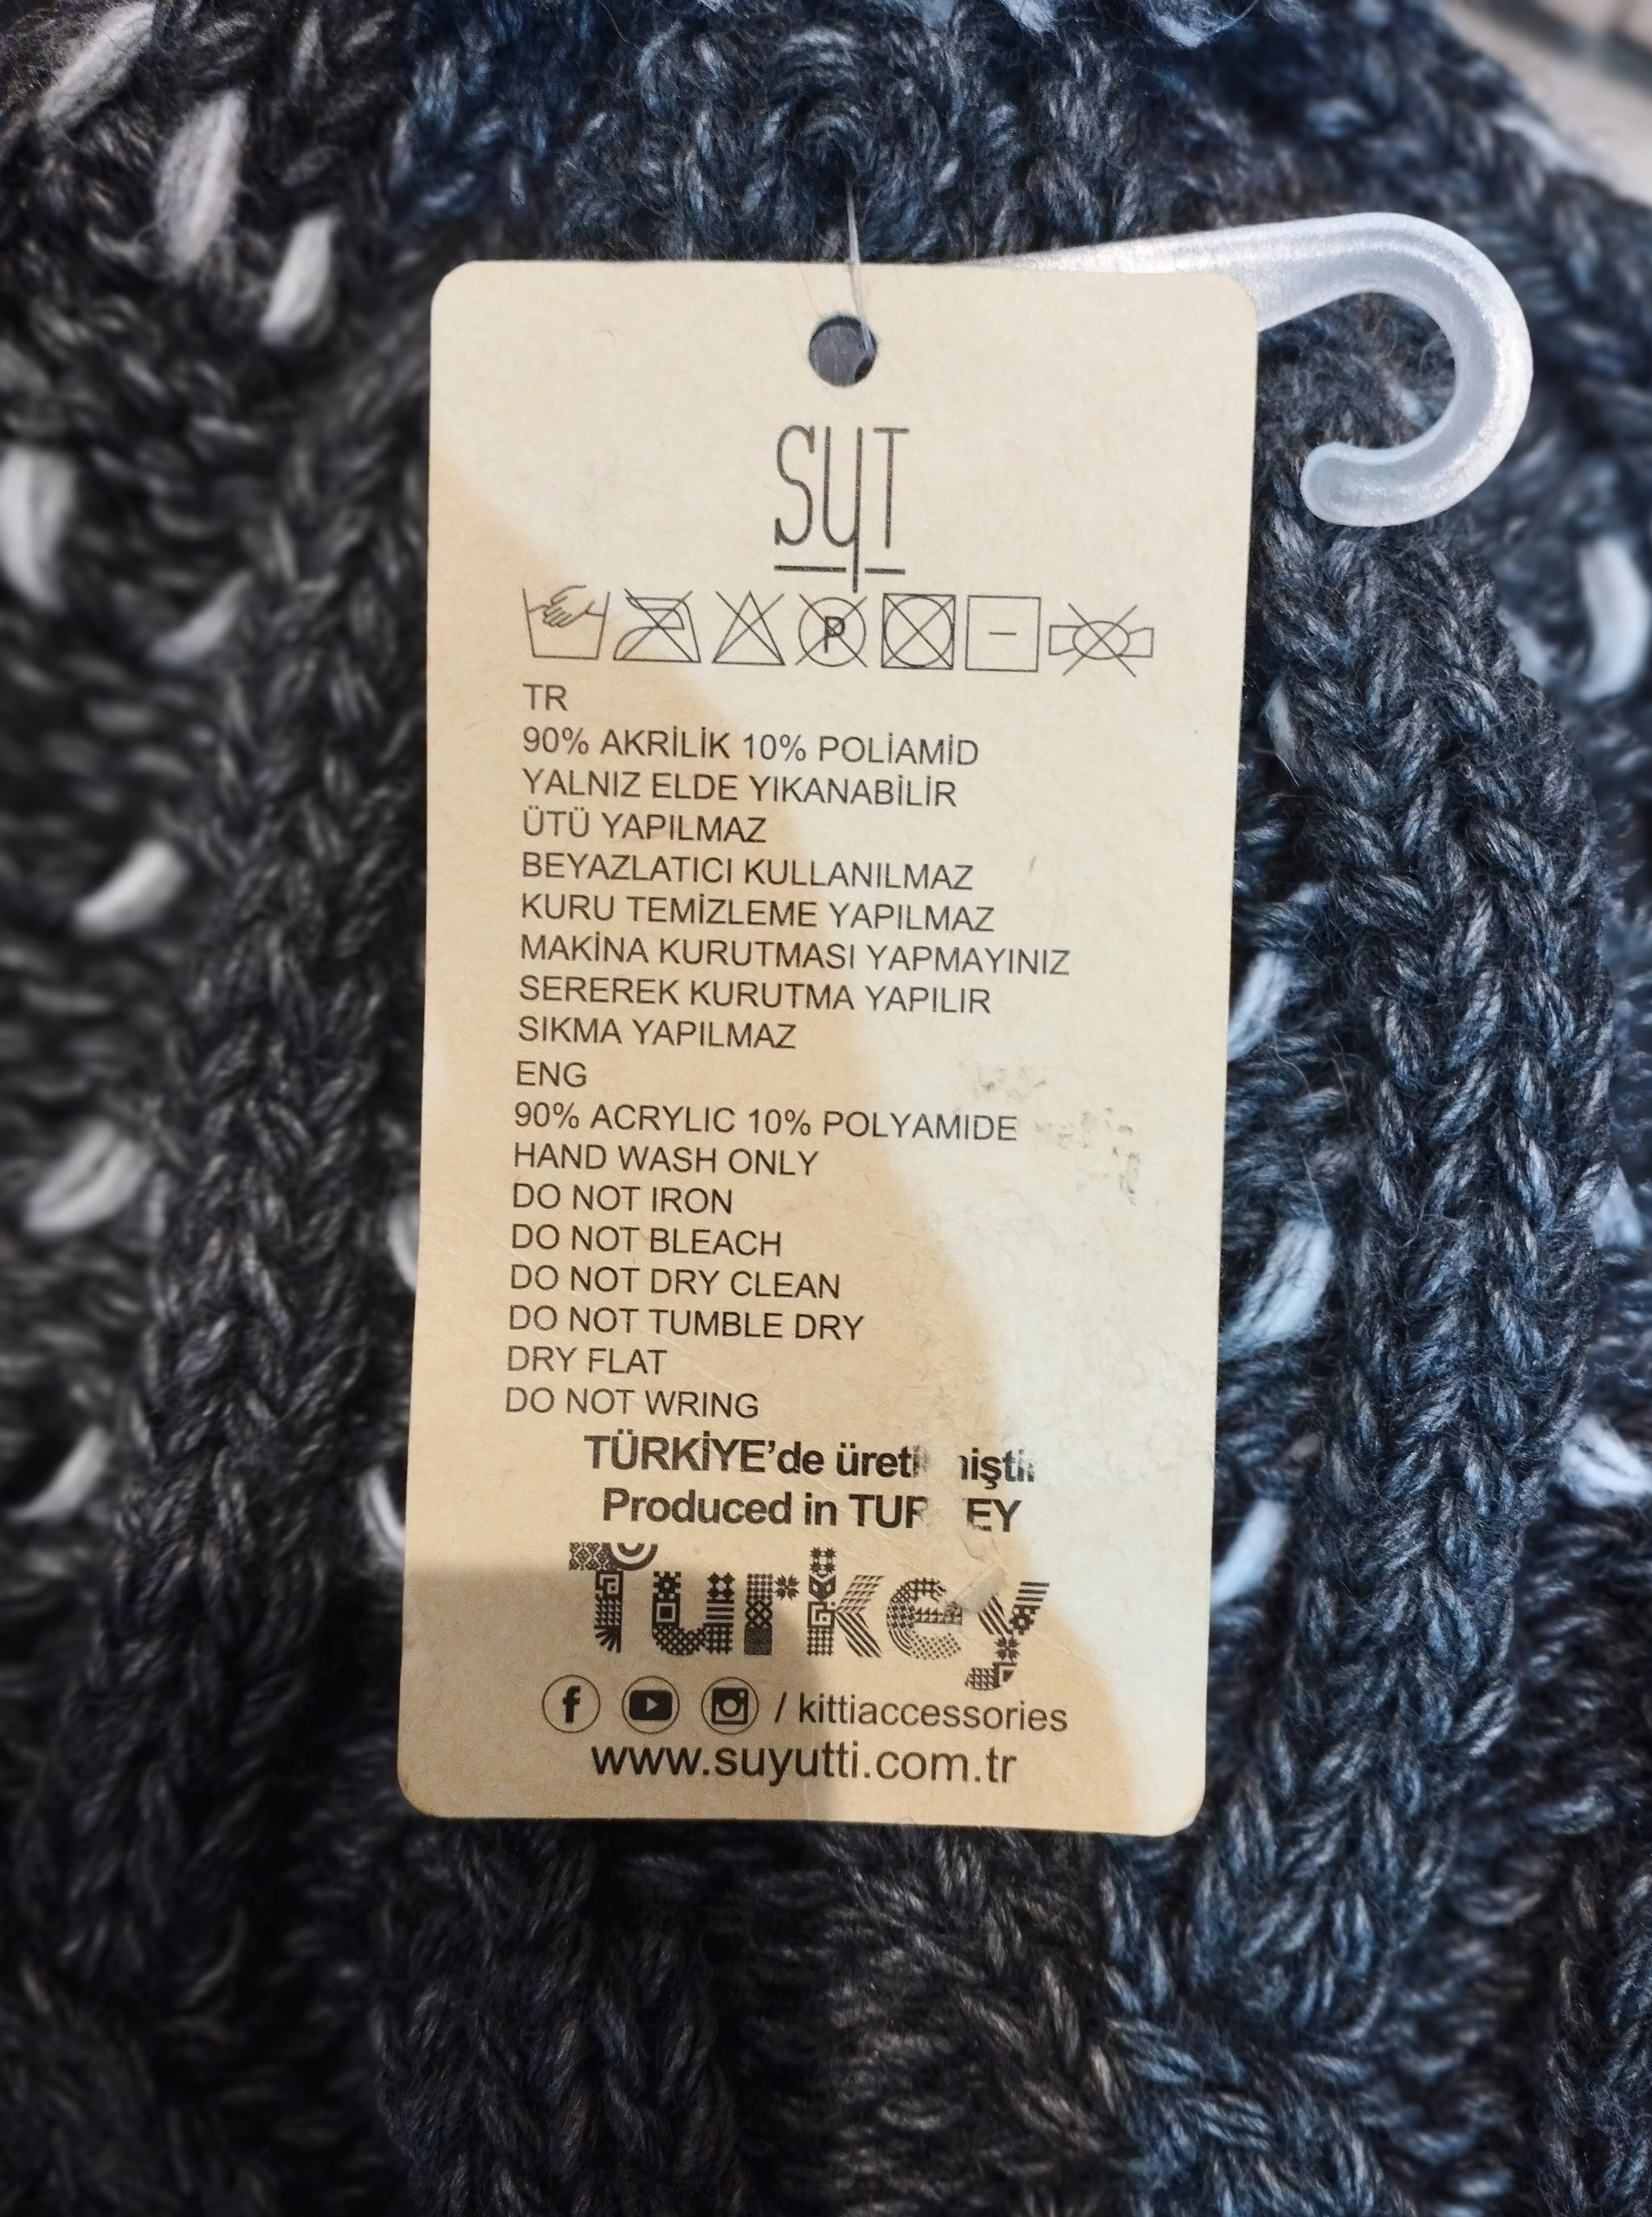 SyT
P
TR
90% AKRİLİK 10% POLİAMİD
YALNIZ ELDE YIKANABİLİR
ÜTÜ YAPILMAZ
BEYAZLATICI KULLANILMAZ
KURU TEMİZLEME YAPILMAZ
MAKİNA KURUTMASI YAPMAYINIZ
SEREREK KURUTMA YAPILIR
SIKMA YAPILMAZ
ENG
90% ACRYLIC 10% POLYAMIDE
HAND WASH ONLY
DO NOT IRON
DO NOT BLEACH
DO NOT DRY CLEAN
DO NOT TUMBLE DRY
DRY FLAT
DO NOT WRING
TÜRKİYE'de
Produced in
Turkey
/ kittiaccessories
www.suyutti.com.tr